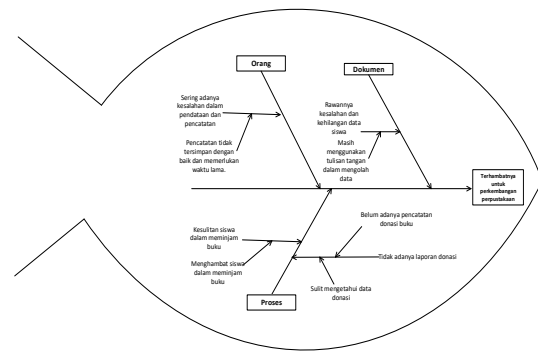 Orang
Dokumen
Sering adanya
kesalahan dalam
pendataan dan
pencatatan
Pencatatan tidak
tersimpan dengan
baik dan memerlukan
waktu lama.
Rawannya
kesalahan dan
kehilangan data
siswa
Masih
menggunakan
tulisan tangan
dalam mengolah
data
Terhambatnya
untuk
perkembangan
perpustakaan
Kesulitan siswa
dalam meminjam
buku
Menghambat siswa
dalam meminjam
buku
Belum adanya pencatatan
donasi buku
Tidak adanya laporan donasi
Sulit mengetahui data
donasi
Proses